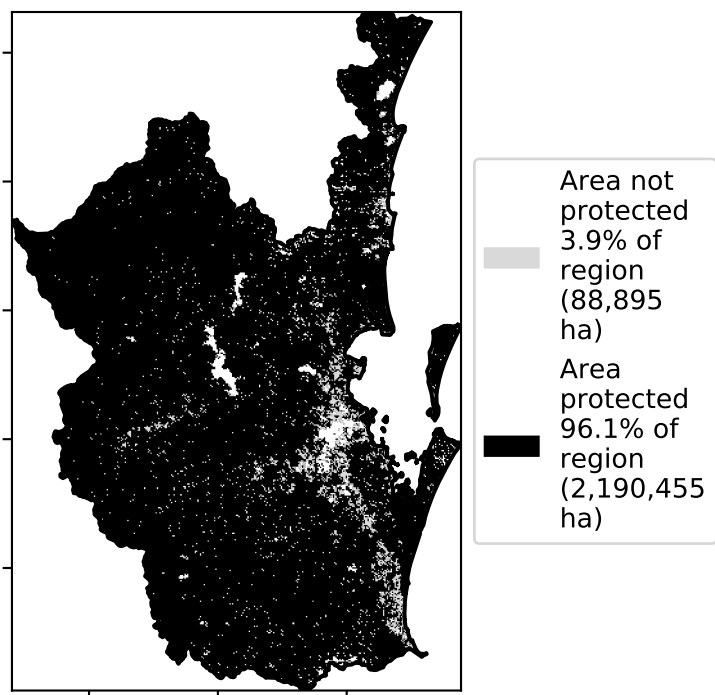 Area not
protected
3.9% of
region
(88,895
ha)
Area
protected
96.1% of
region
(2,190,455
ha)